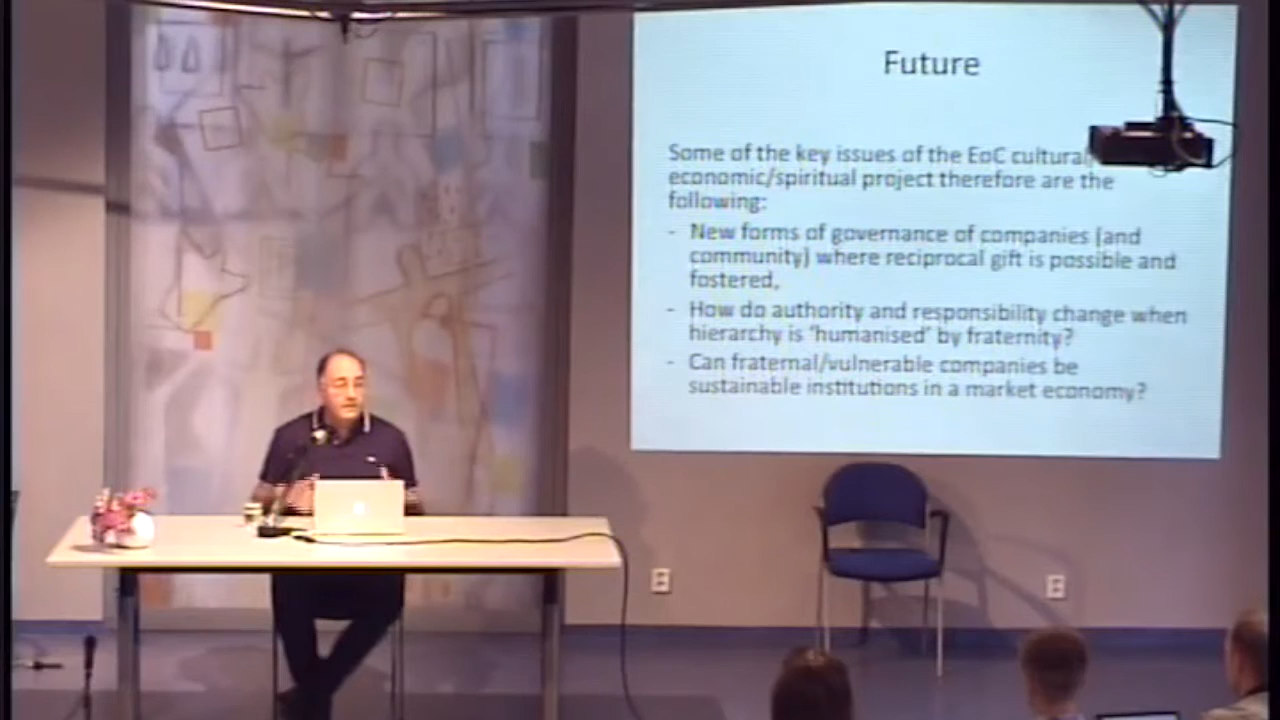 Future
Some of the key issues of the EoC cultural/
economic/spiritual project therefore are the
following:
- New forms of governance of companies (and
community) where reciprocal gift is possible and
fostered,
- How do authority and responsibility change when
hierarchy is 'humanised' by fraternity?
- Can fraternal/vulnerable companies be
sustainable institutions in a market economy?